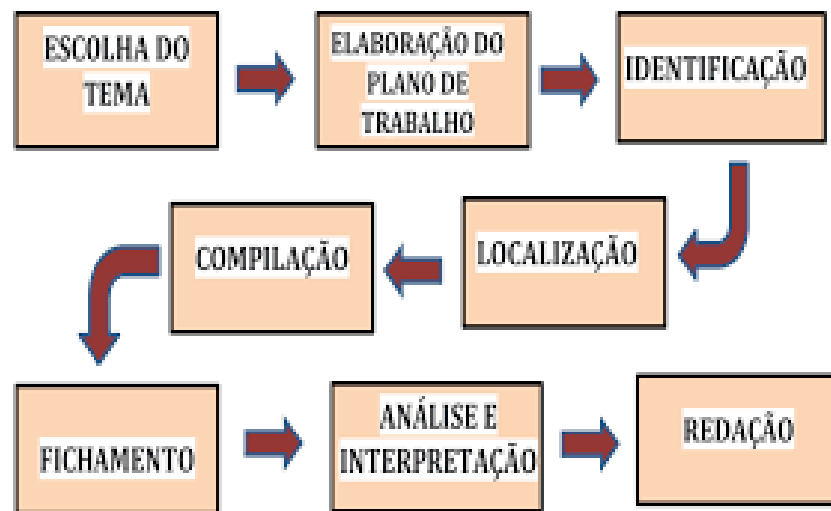 ESCOLHA DO
TEMA
ELABORAÇÃO DO
PLANO DE
TRABALHO
IDENTIFICAÇÃO
LOCALIZAÇÃO
COMPILAÇÃO
FICHAMENTO
ANÁLISE E
INTERPRETAÇÃO
REDAÇÃO